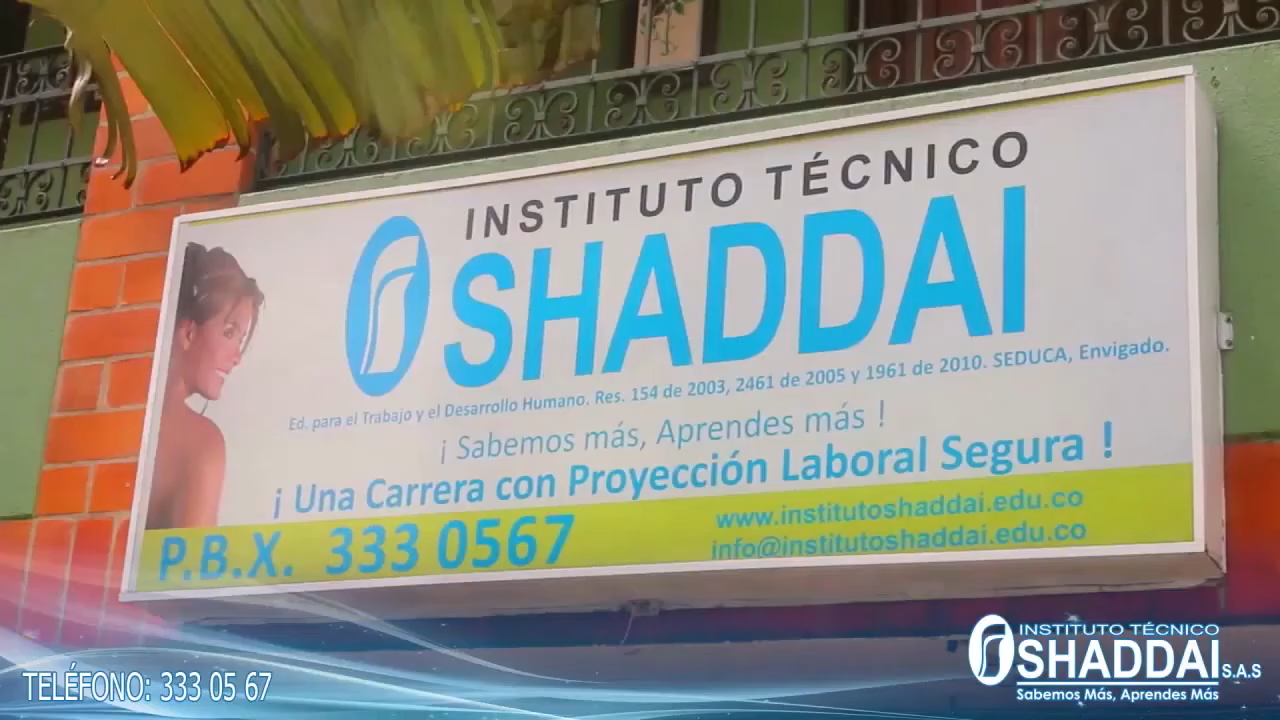 INSTITUTO TÉCNICO
SHADDAI
Ed. para el Trabajo y el Desarrollo Humano. Res. 154 de 2003, 2461 de 2005 y 1961 de 2010. SEDUCA, Envigado.
¡ Sabemos más, Aprendes más !
¡ Una Carrera con Proyección Laboral Segura !
P.B.X. 333 0567
www.institutoshaddai.edu.co
info@institutoshaddai.edu.co
TELÉFONO: 333 05 67
INSTITUTO TÉCNICO
SHADDAI S.A.S
Sabemos Más, Aprendes Más